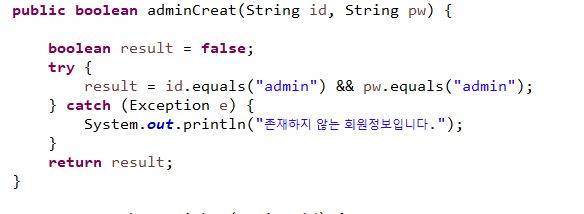 public boolean adminCreat(String id, String pw) {
boolean result = false;
try {
result = id.equals("admin") && pw.equals("admin");
} catch (Exception e) {
System.out.println("존재하지 않는 회원정보입니다.");
}
return result;
}